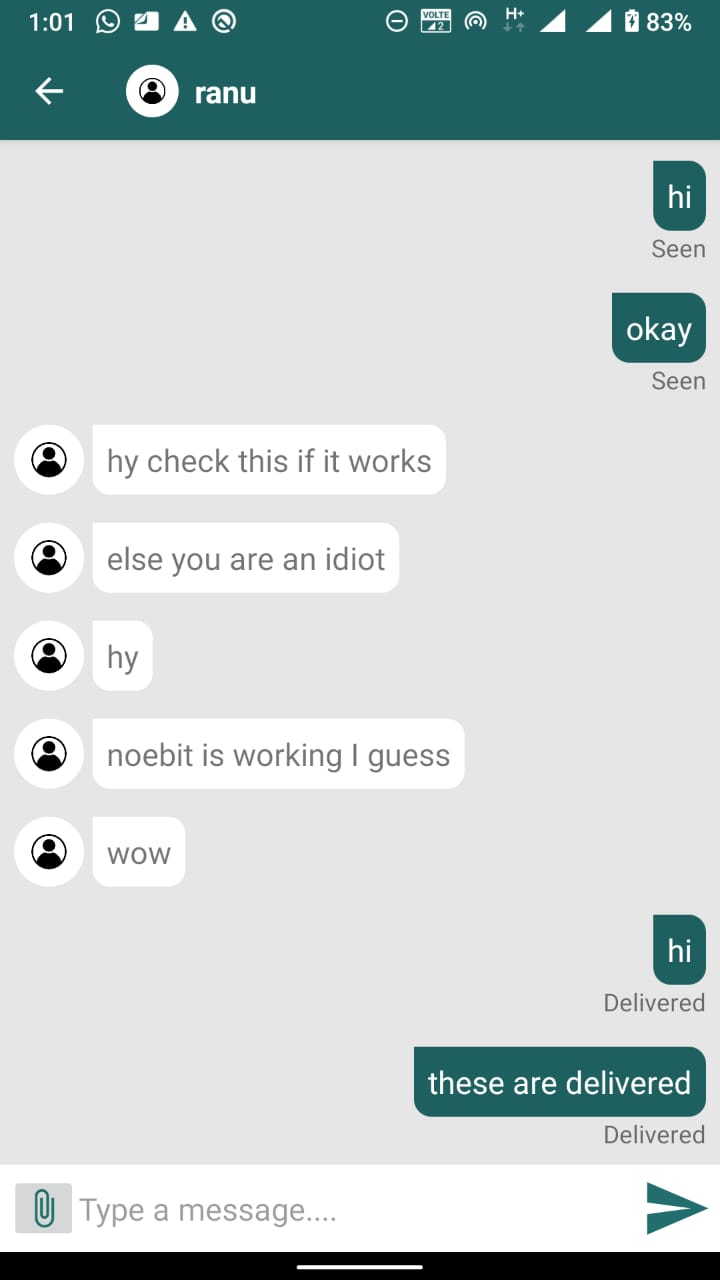 1:01 VOLTE 2 H+ 83%
ranu
hi
Seen
okay
Seen
hy check this if it works
else you are an idiot
hy
noebit is working I guess
wow
hi
Delivered
these are delivered
Delivered
Type a message....